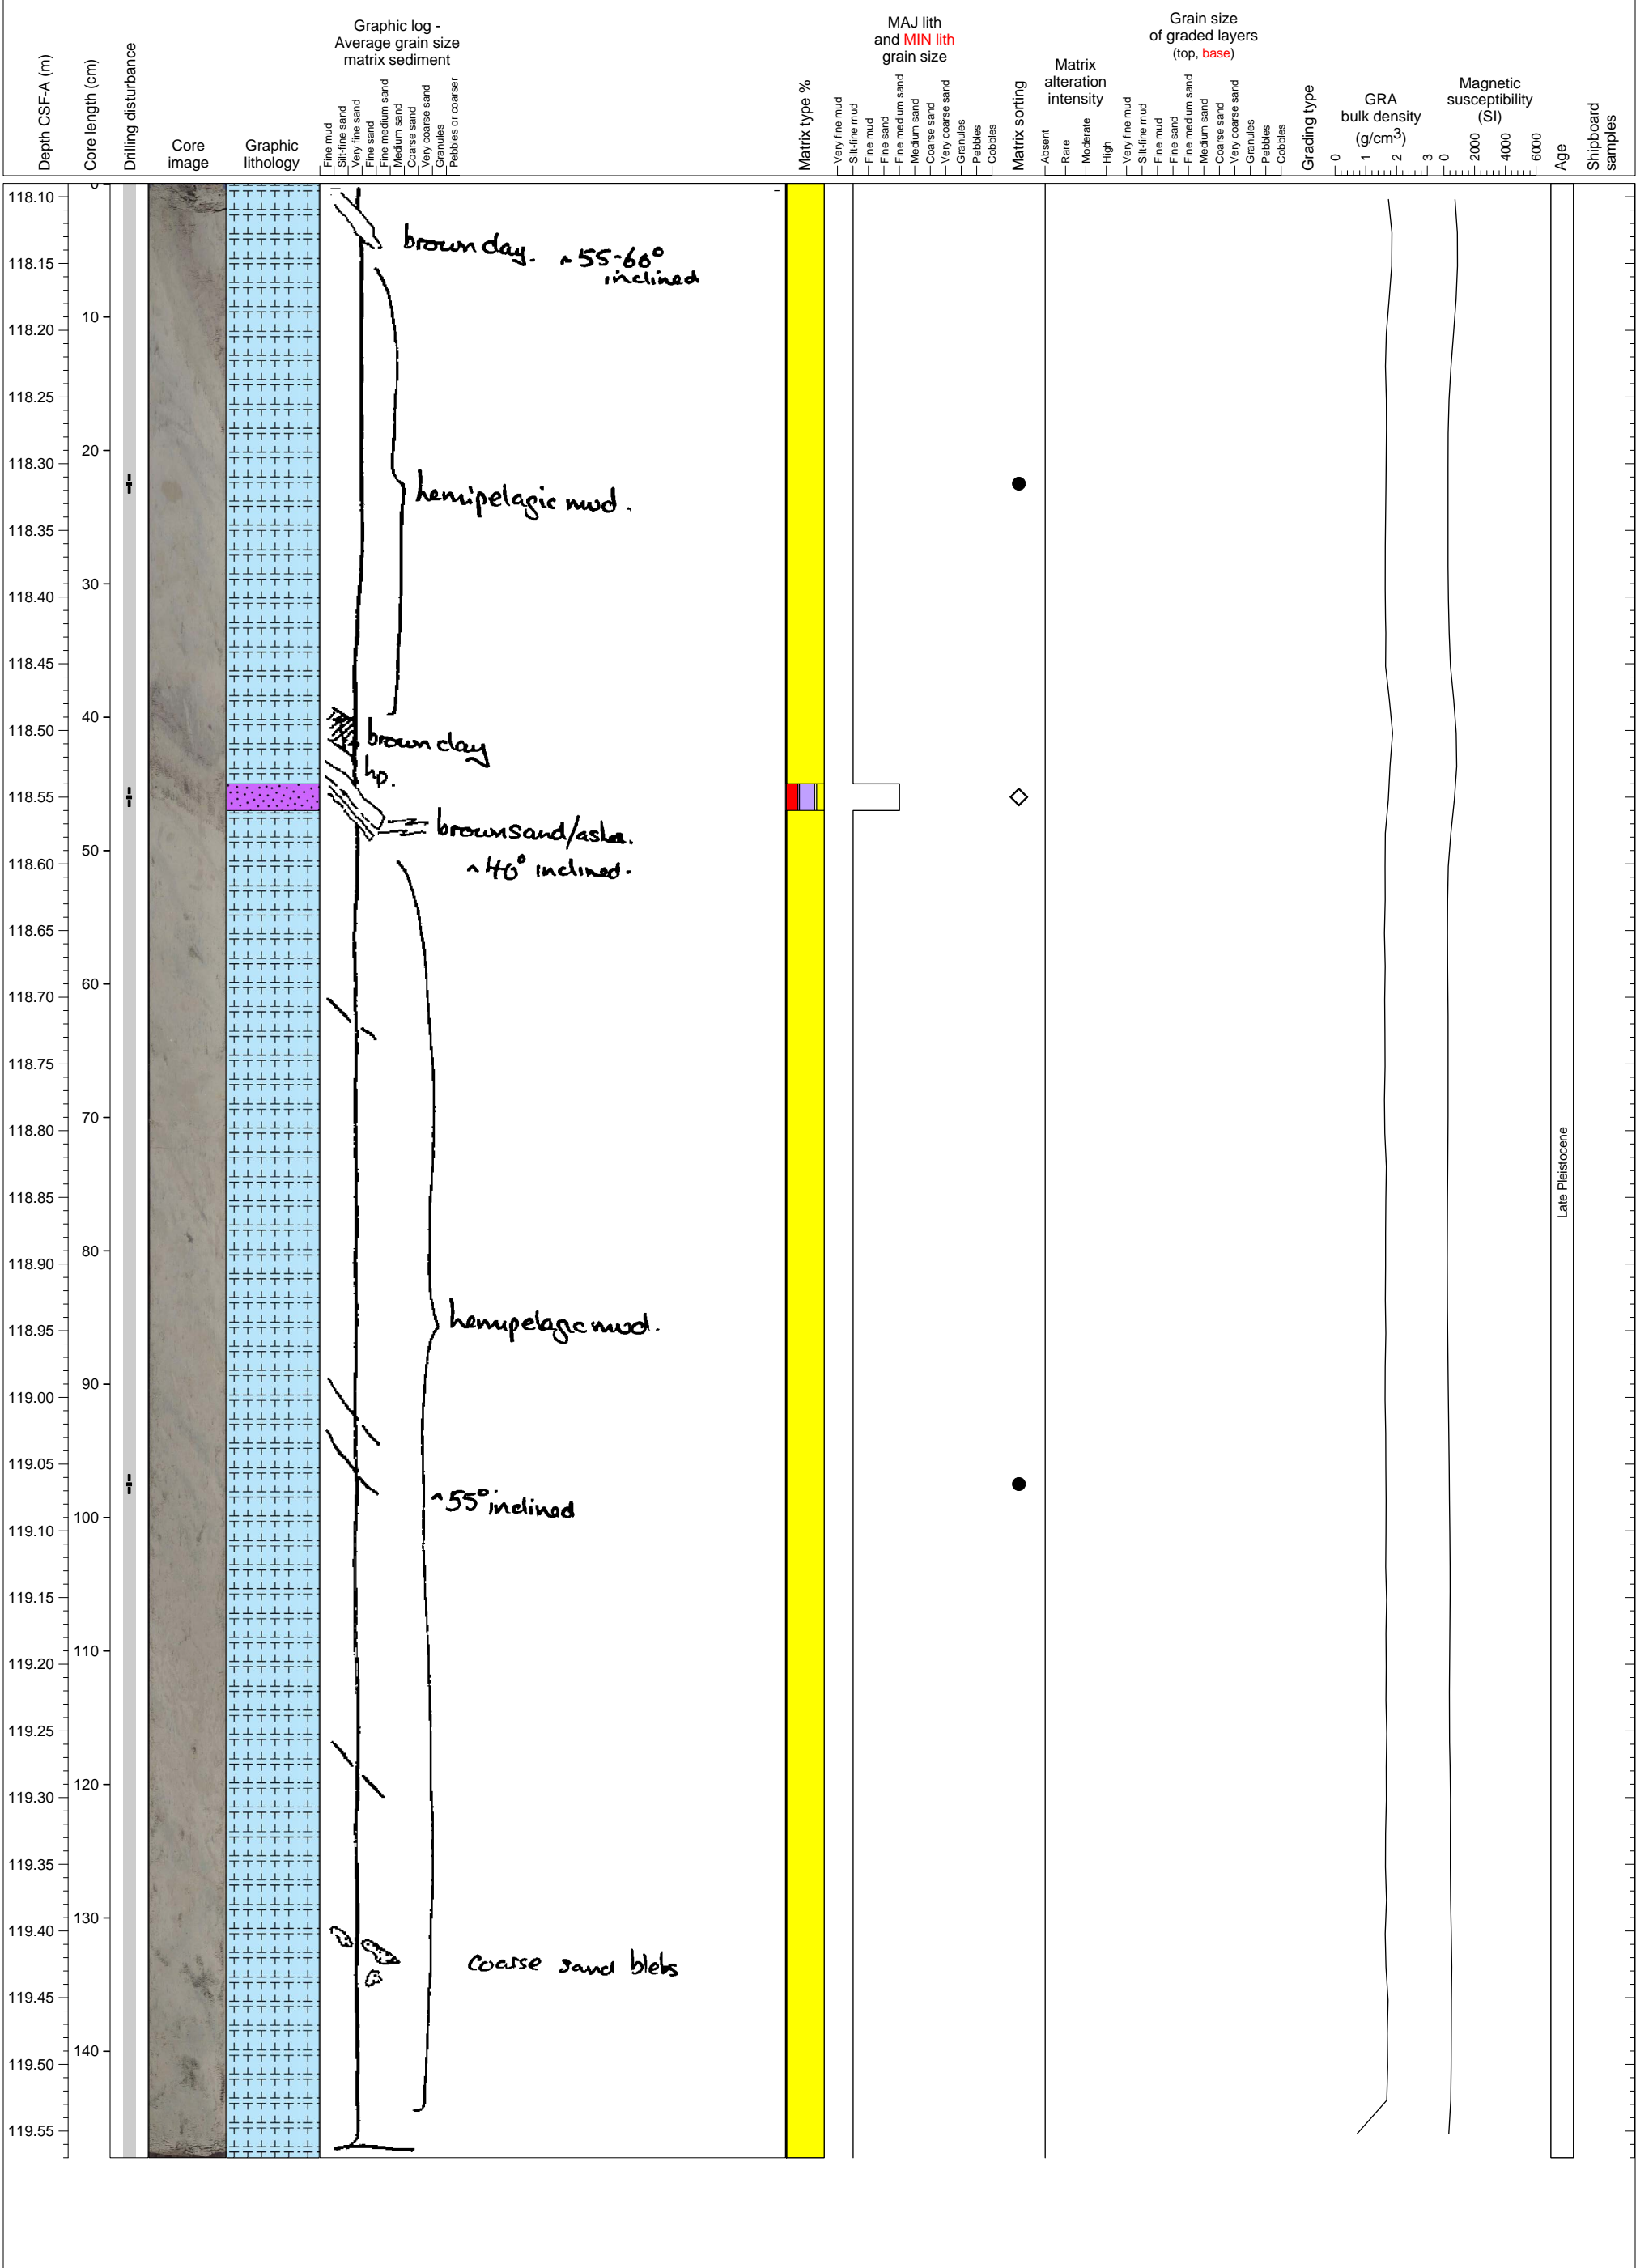 Depth CSF-A (m)
Core length (cm)
Drilling disturbance
Core
image
Graphic
lithology
Graphic log -
Average grain size
matrix sediment
Fine mud
Silt-fine sand
Very fine sand
Fine sand
Fine medium sand
Medium sand
Coarse sand
Very coarse sand
Granules
Pebbles or coarser
Matrix type %
MAJ lith
and MIN lith
grain size
Very fine mud
Silt-fine mud
Fine mud
Fine sand
Fine medium sand
Medium sand
Coarse sand
Very coarse sand
Granules
Pebbles
Cobbles
Matrix sorting
Matrix
alteration
intensity
Absent
Rare
Moderate
High
Grain size
of graded layers
(top, base)
Very fine mud
Silt-fine mud
Fine mud
Fine sand
Fine medium sand
Medium sand
Coarse sand
Very coarse sand
Granules
Pebbles
Cobbles
Grading type
GRA
bulk density
(g/cm3)
0 1 2 3
Magnetic
susceptibility
(SI)
0 2000 4000 6000
Age
Shipboard
samples
0
118.10
brown clay. ~55-60°
inclined
118.15
10
118.20
118.25
20
118.30
hemipelagic mud.
118.35
30
118.40
118.45
40
118.50
brown clay
hp.
118.55
brown sand/ashes.
50
118.60
~40° inclined.
118.65
60
118.70
118.75
70
118.80
Late Pleistocene
118.85
80
118.90
118.95
hemipelagic mud.
90
119.00
119.05
~55° inclined
100
119.10
119.15
110
119.20
119.25
120
119.30
119.35
130
119.40
coarse sand blebs
119.45
140
119.50
119.55